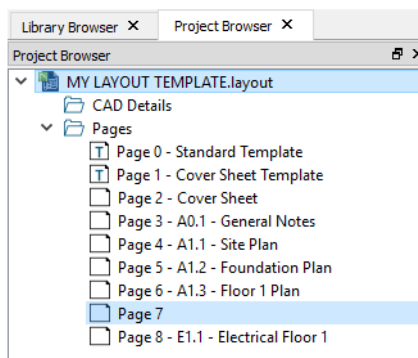 Library Browser X Project Browser X
Project Browser
MY LAYOUT TEMPLATE.layout
CAD Details
Pages
T Page 0 - Standard Template
T Page 1 - Cover Sheet Template
Page 2 - Cover Sheet
Page 3 - A0.1 - General Notes
Page 4 - A1.1 - Site Plan
Page 5 - A1.2 - Foundation Plan
Page 6 - A1.3 - Floor 1 Plan
Page 7
Page 8 - E1.1 - Electrical Floor 1